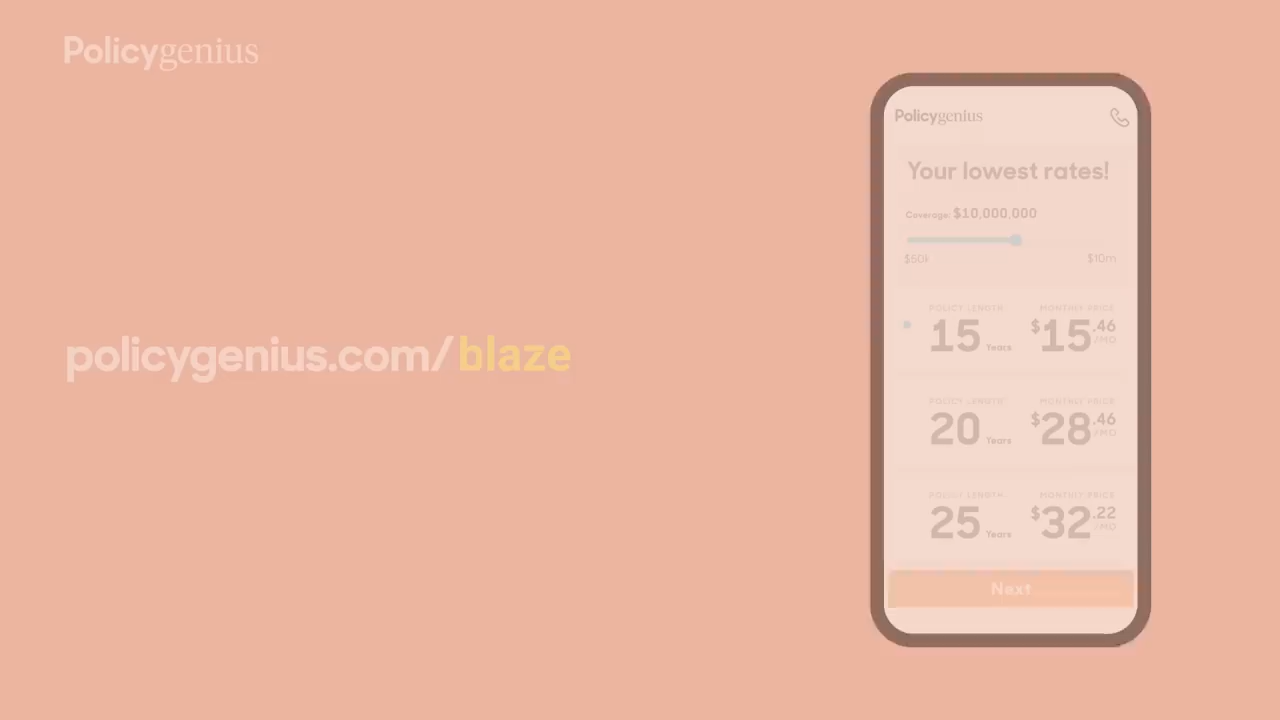 Policygenius
policygenius.com/blaze
Policygenius
Your lowest rates!
Coverage: $10,000,000
$50k $10m
POLICY LENGTH MONTHLY PRICE
15 Years $15.46 /MO
POLICY LENGTH MONTHLY PRICE
20 Years $28.46 /MO
POLICY LENGTH MONTHLY PRICE
25 Years $32.22 /MO
Next